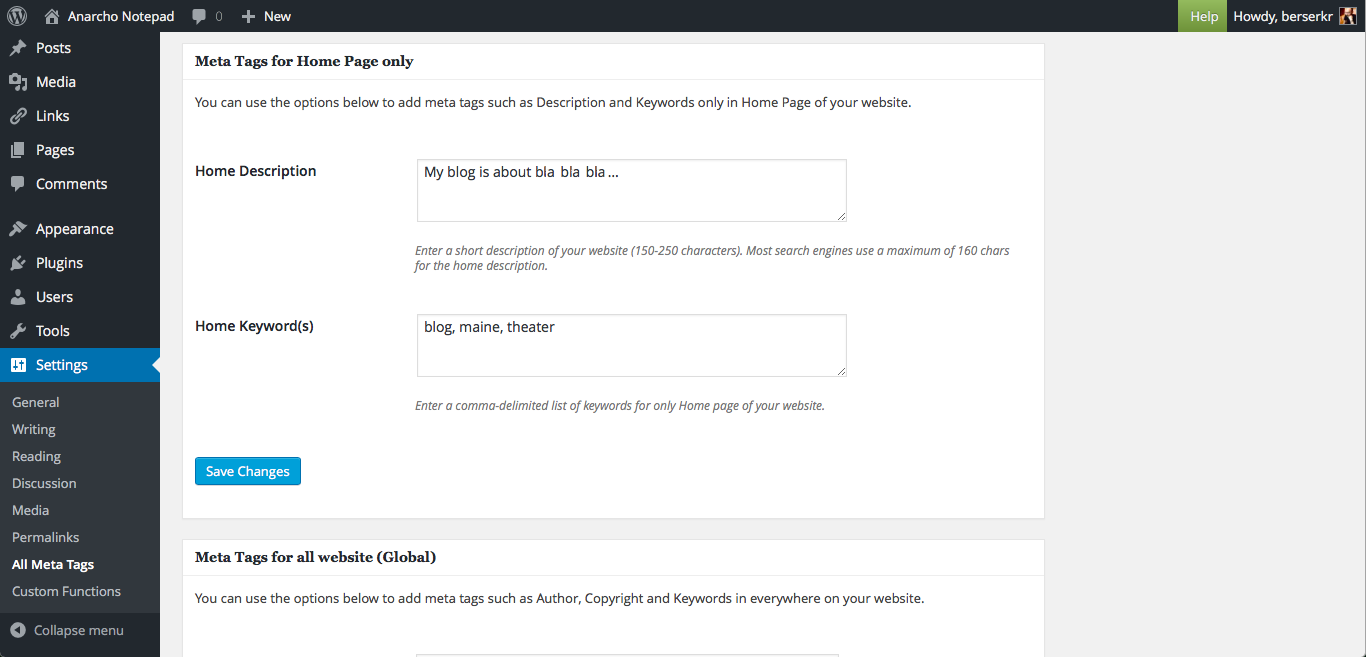 Anarcho Notepad 0 New Help Howdy, berserkr
Posts
Media
Links
Pages
Comments
Appearance
Plugins
Users
Tools
Settings
General
Writing
Reading
Discussion
Media
Permalinks
All Meta Tags
Custom Functions
Collapse menu
Meta Tags for Home Page only
You can use the options below to add meta tags such as Description and Keywords only in Home Page of your website.
Home Description
My blog is about bla bla bla ...
Enter a short description of your website (150-250 characters). Most search engines use a maximum of 160 chars
for the home description.
Home Keyword(s)
blog, maine, theater
Enter a comma-delimited list of keywords for only Home page of your website.
Save Changes
Meta Tags for all website (Global)
You can use the options below to add meta tags such as Author, Copyright and Keywords in everywhere on your website.